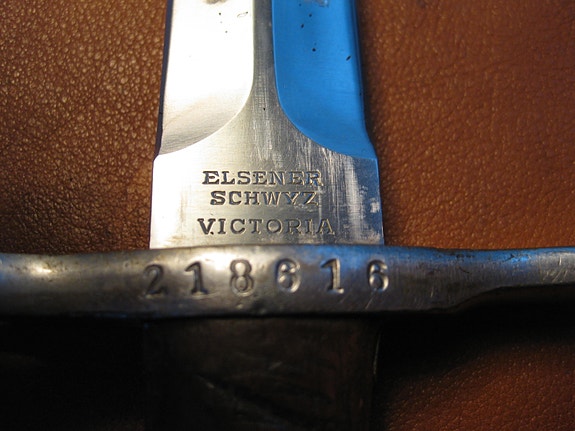 ELSENER
SCHWYZ
VICTORIA
218616